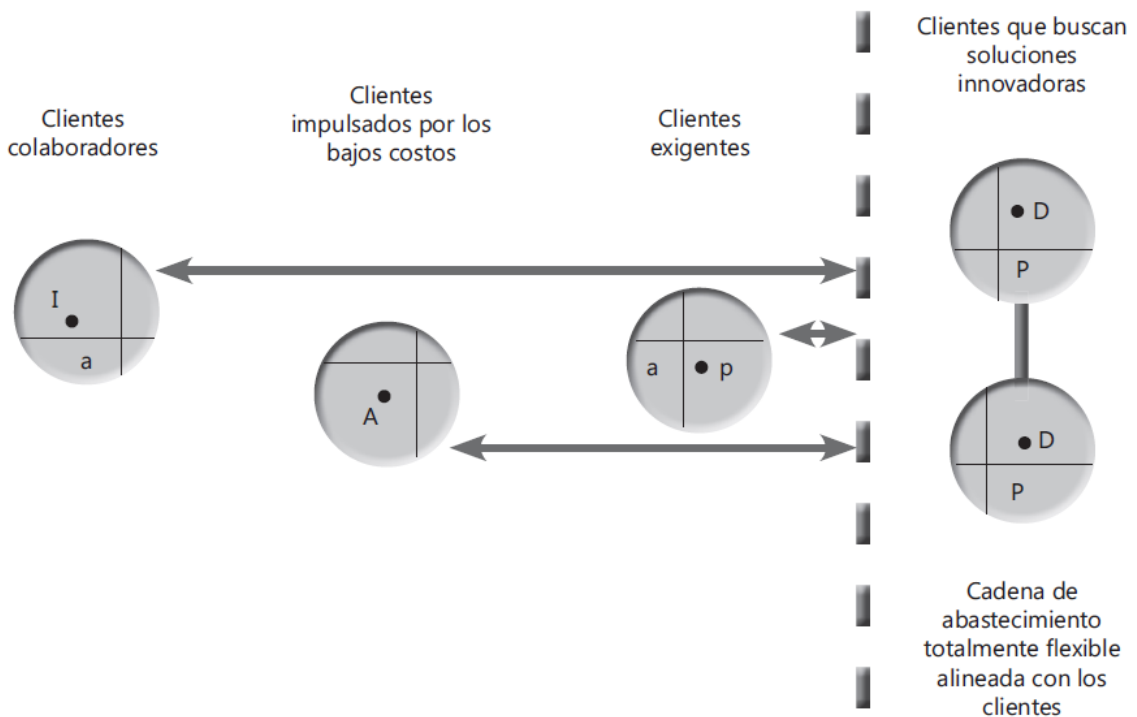 Clientes
colaboradores
Clientes
impulsados por los
bajos costos
Clientes
exigentes
Clientes que buscan
soluciones
innovadoras
I
a
A
a p
D
P
D
P
Cadena de
abastecimiento
totalmente flexible
alineada con los
clientes